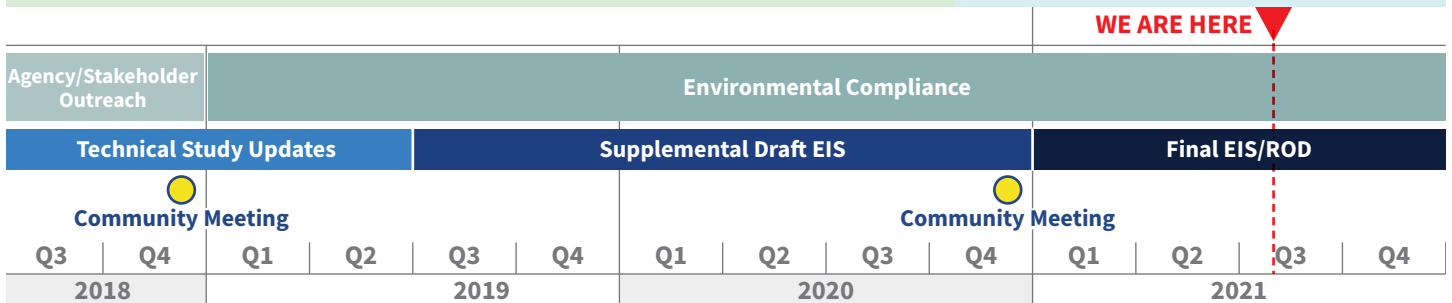 WE ARE HERE
Agency/Stakeholder
Outreach
Environmental Compliance
Technical Study Updates
Supplemental Draft EIS
Final EIS/ROD
Community Meeting
Community Meeting
Q3 Q4 Q1 Q2 Q3 Q4 Q1 Q2 Q3 Q4 Q1 Q2 Q3 Q4
2018 2019 2020 2021